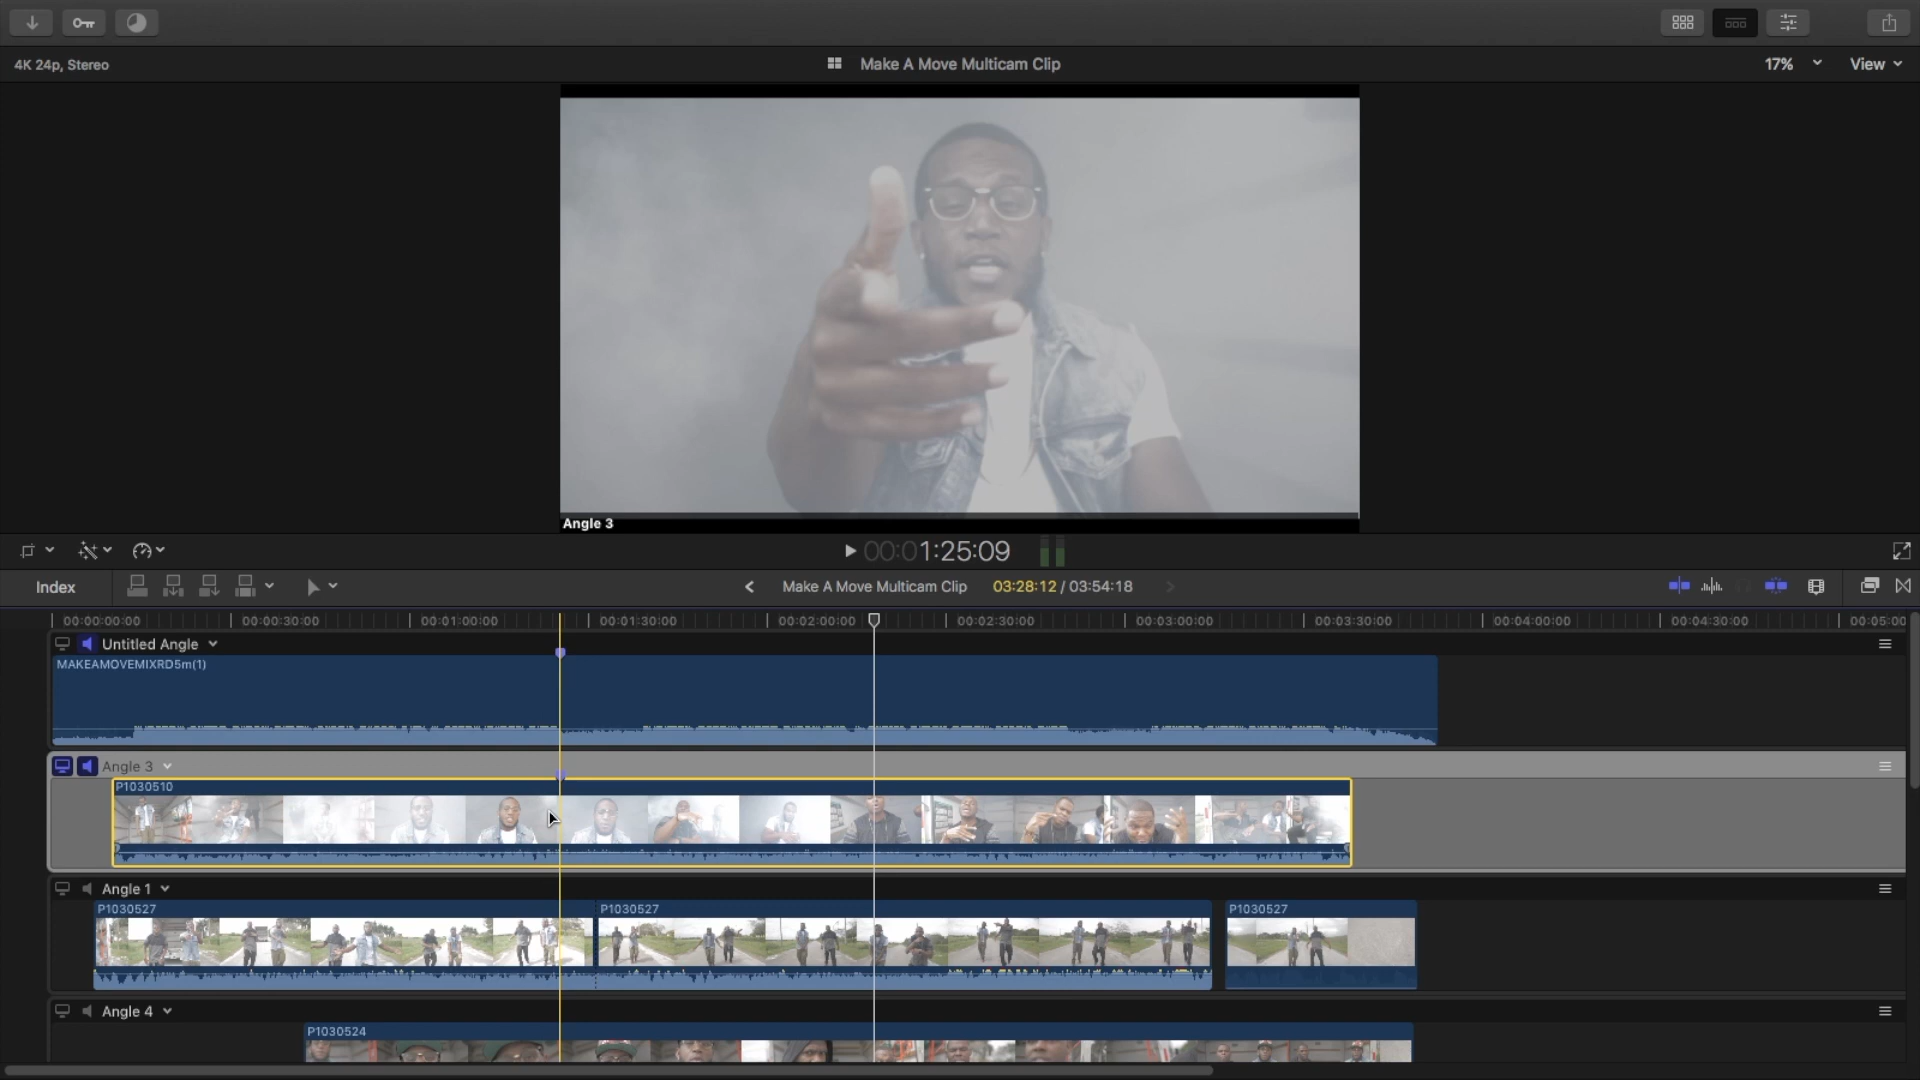 4K 24p, Stereo
Make A Move Multicam Clip
17%
View
Angle 3
00:01:25:09
Index
Make A Move Multicam Clip
03:28:12 / 03:54:18
00:00:00:00
00:00:30:00
00:01:00:00
00:01:30:00
00:02:00:00
00:02:30:00
00:03:00:00
00:03:30:00
00:04:00:00
00:04:30:00
00:05:00
Untitled Angle
MAKEAMOVEMIXRD5m(1)
Angle 3
P1030510
Angle 1
P1030527
P1030527
P1030527
Angle 4
P1030524